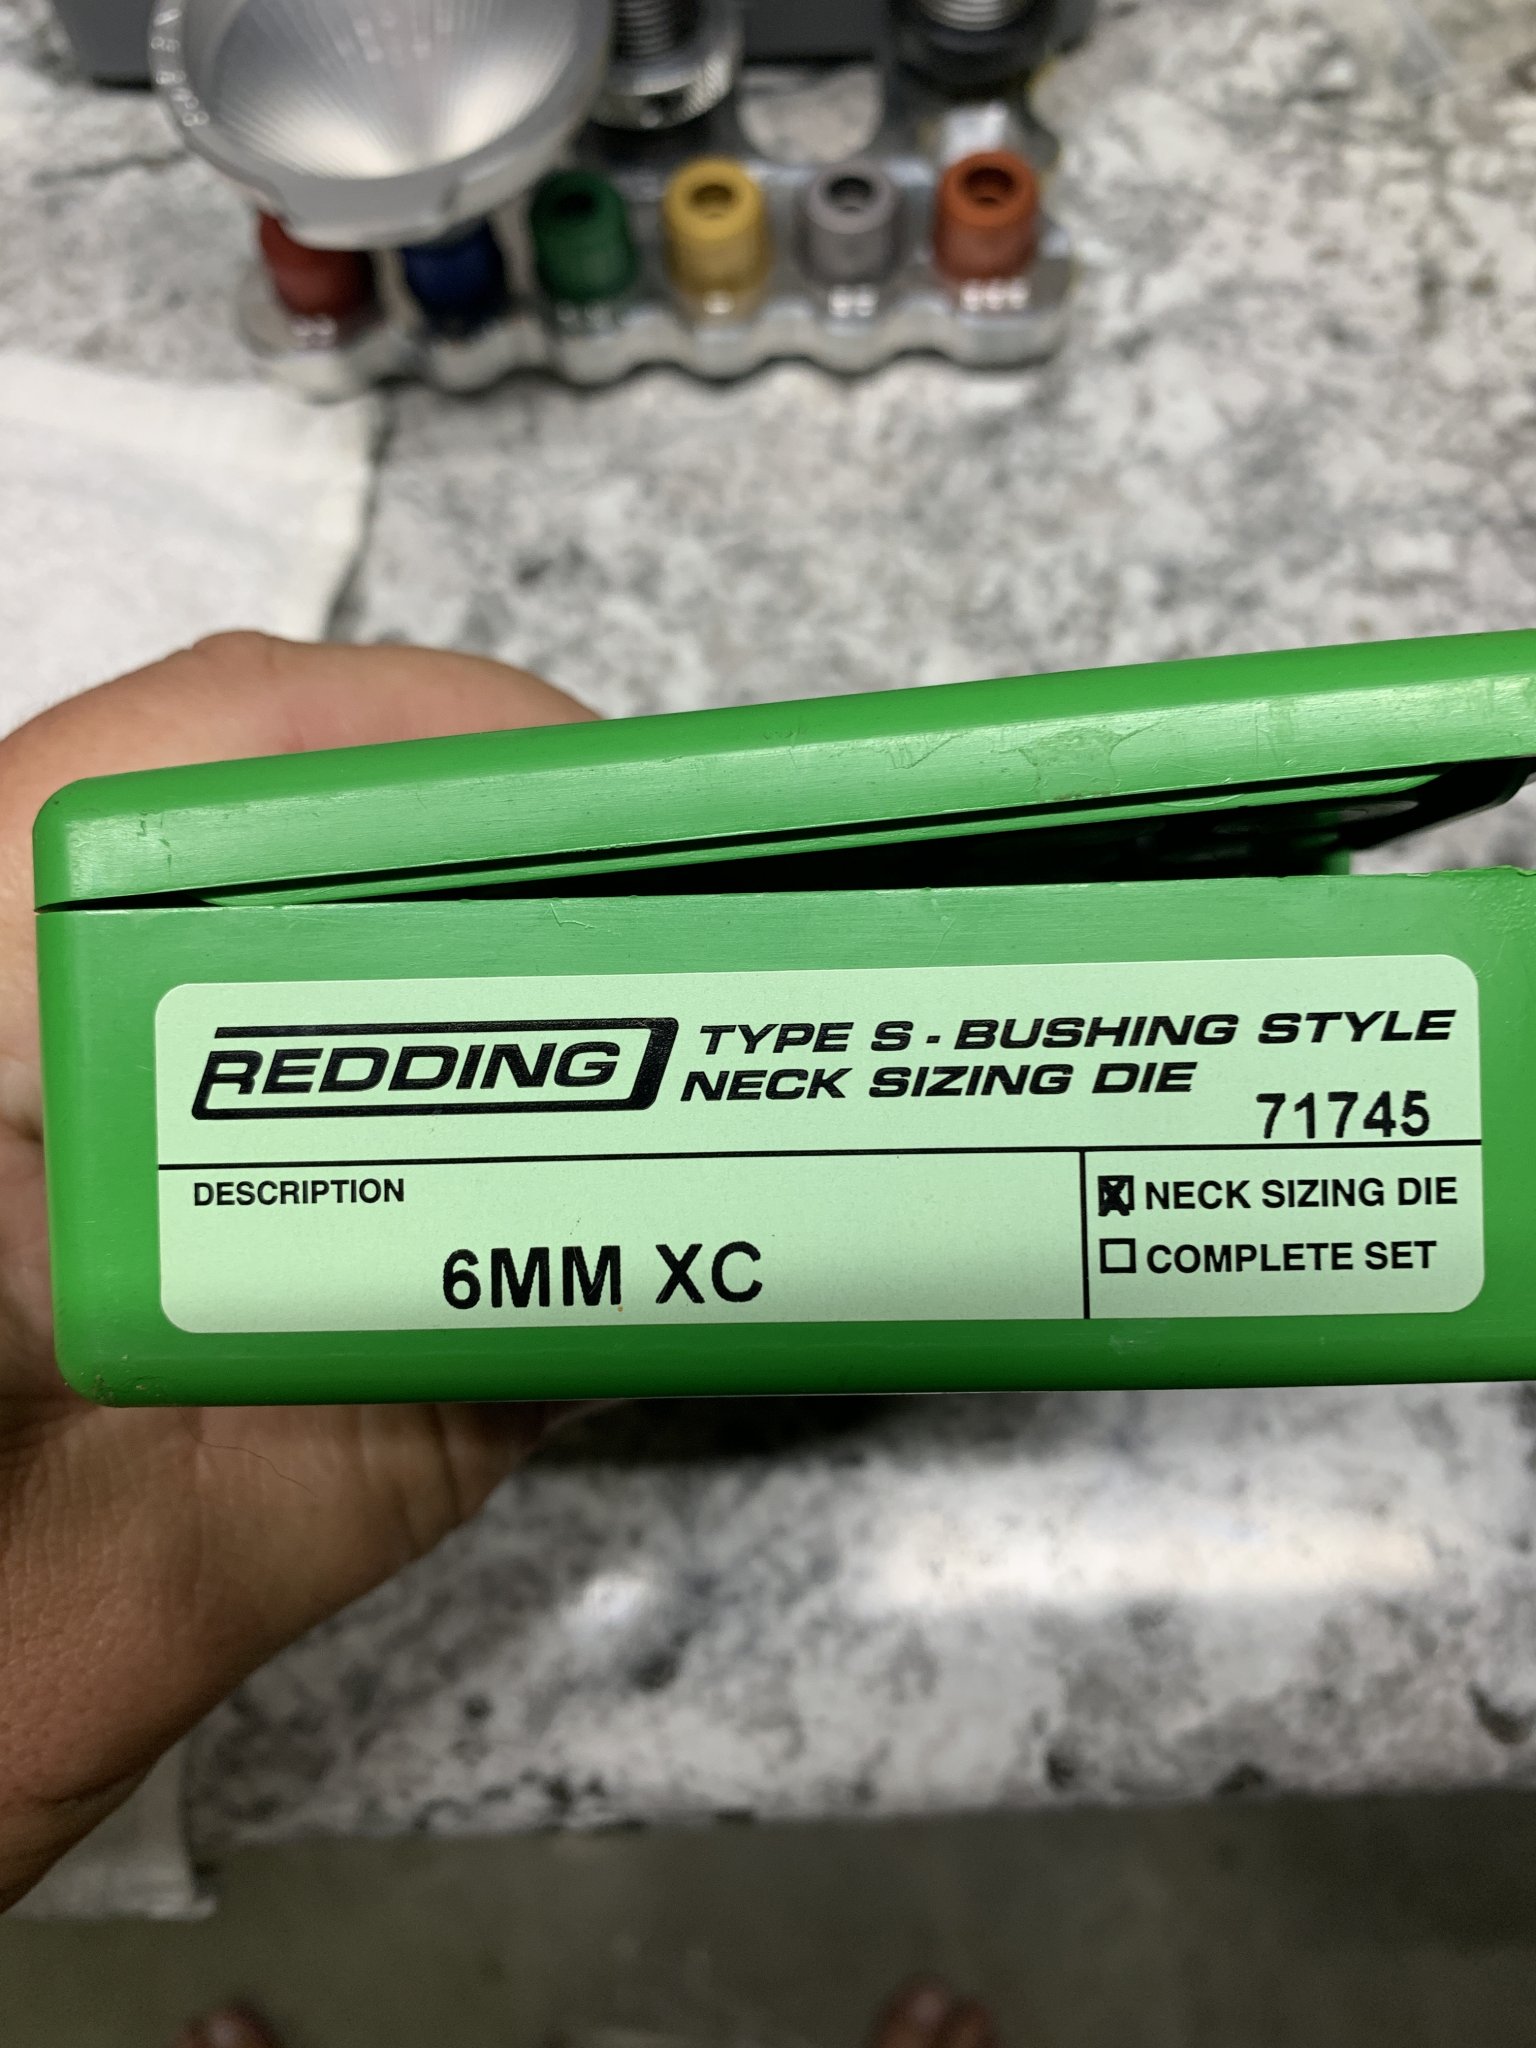 REDDING
TYPE S - BUSHING STYLE
NECK SIZING DIE
71745
DESCRIPTION
6MM XC
☒ NECK SIZING DIE
☐ COMPLETE SET